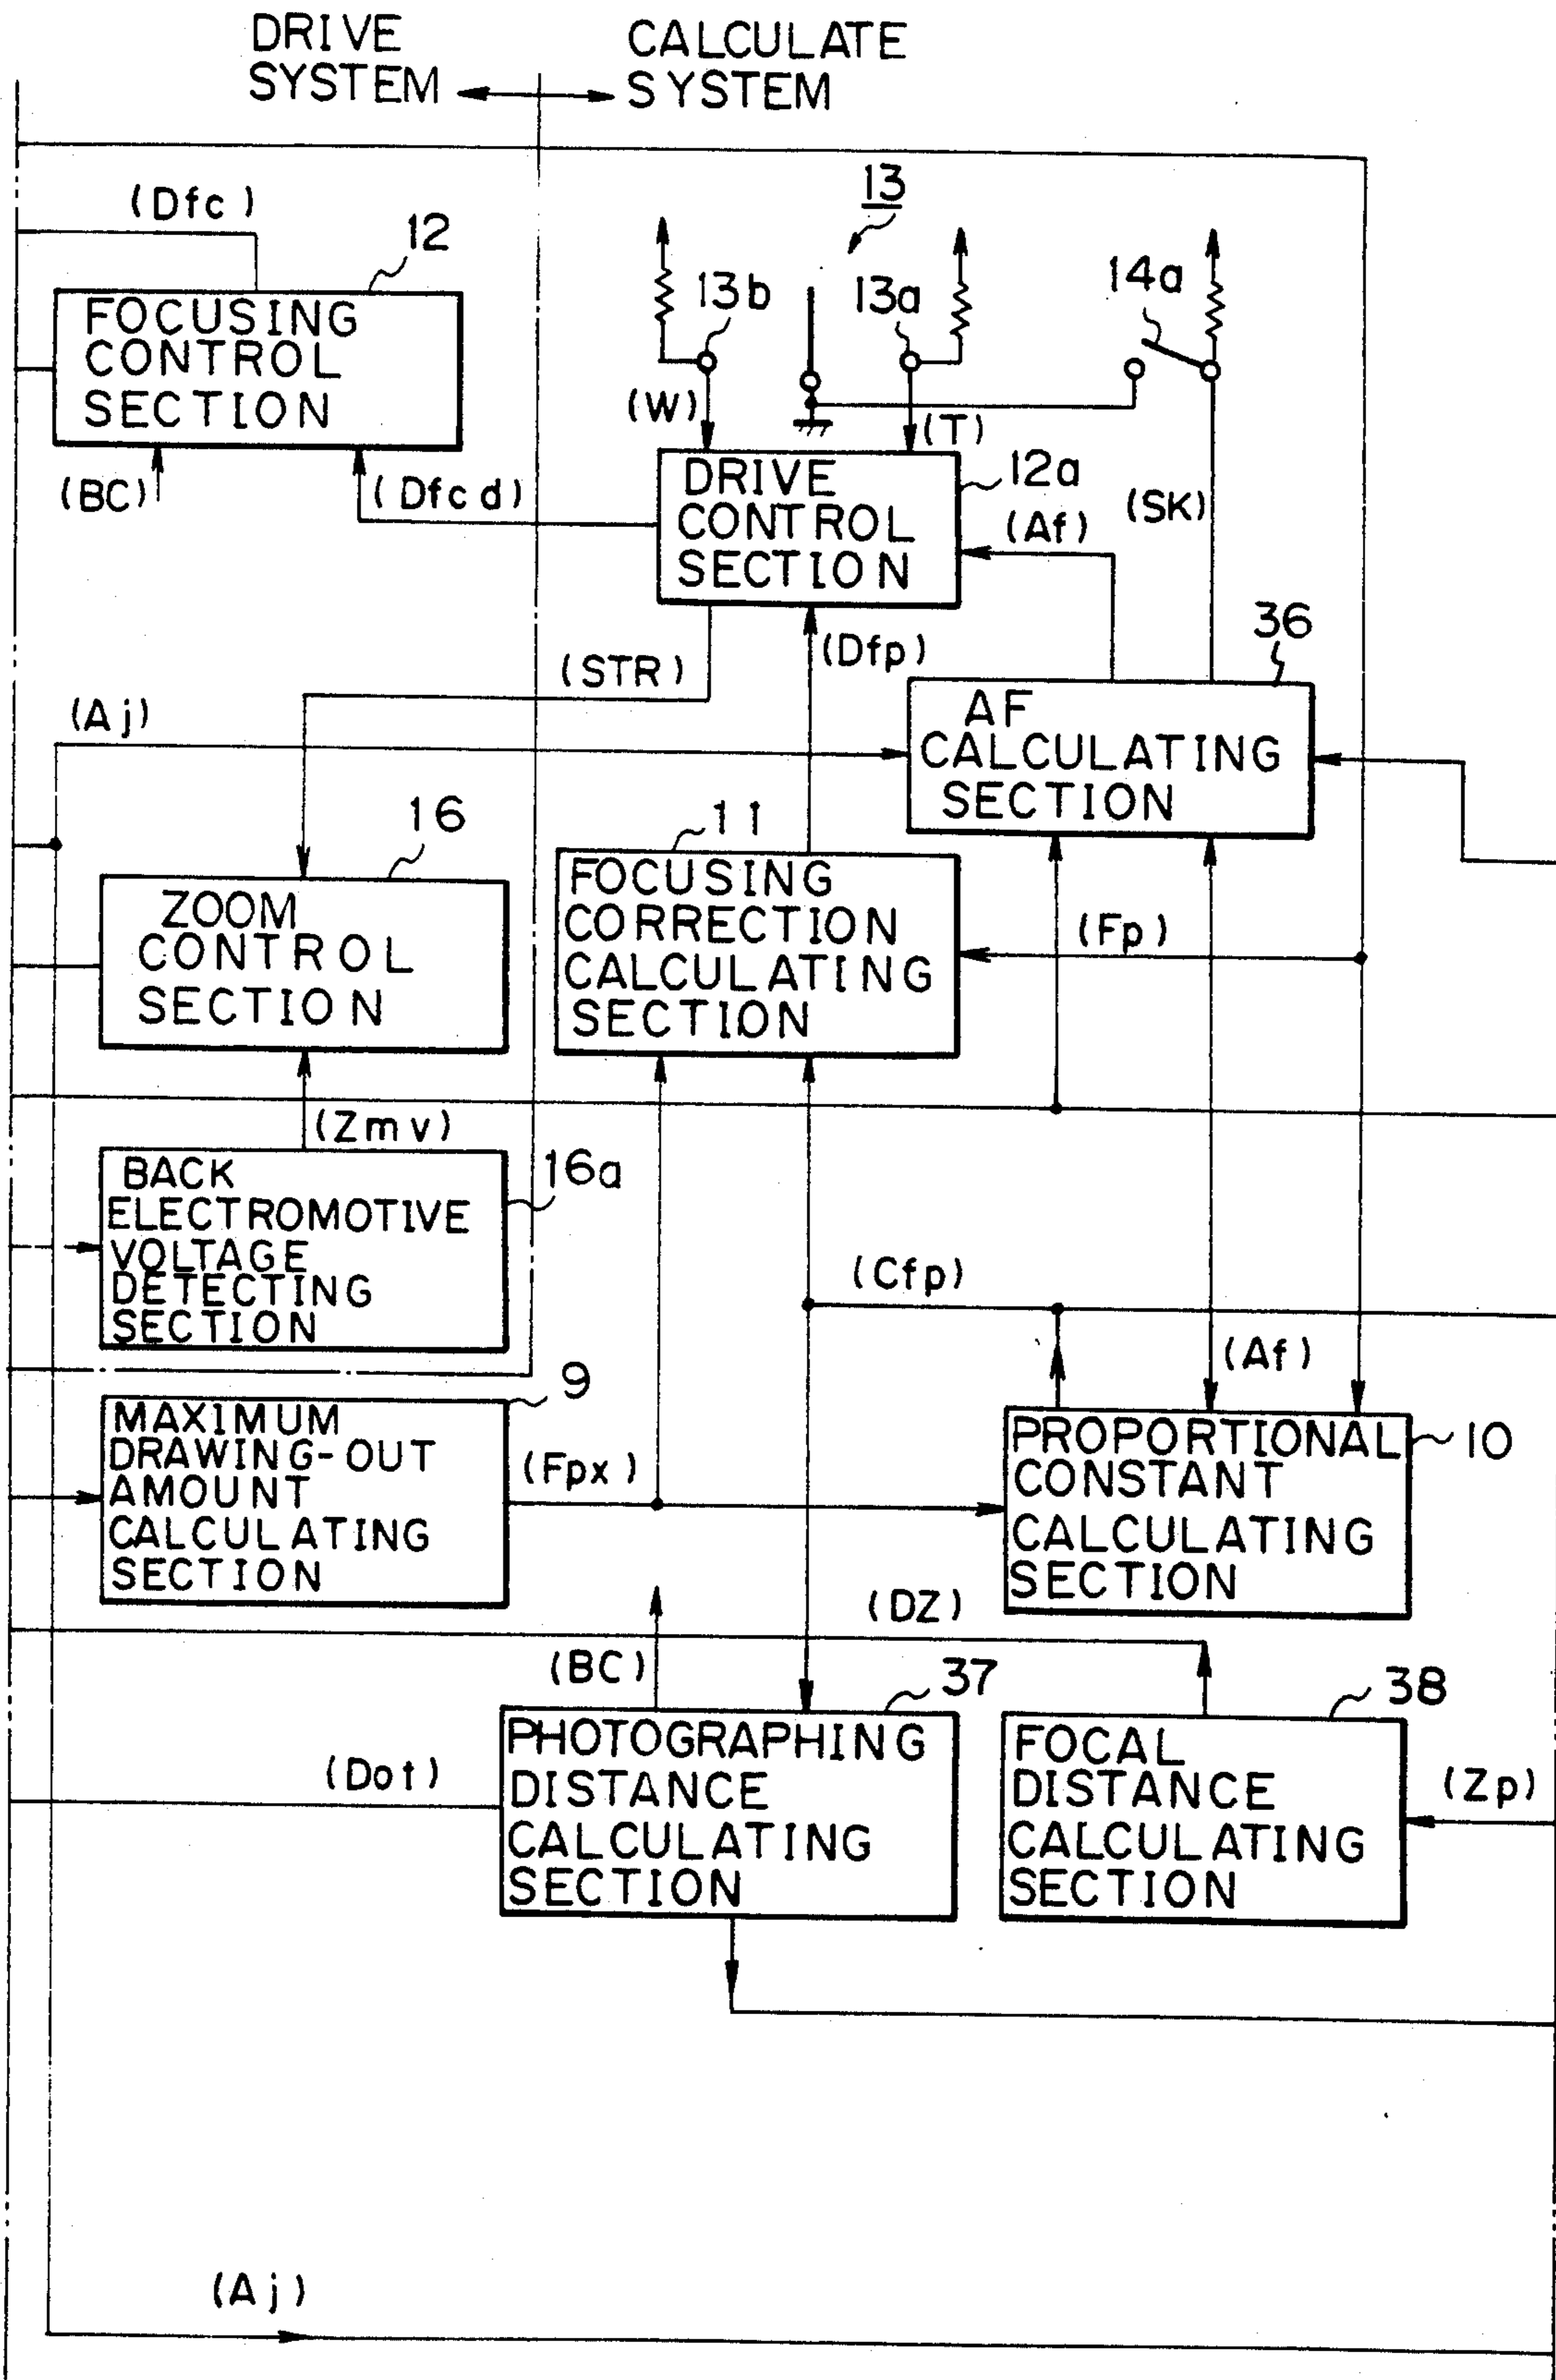 DRIVE
SYSTEM
CALCULATE
SYSTEM
(Dfc)
12
13
FOCUSING
CONTROL
SECTION
13b
13a
14a
(W)
(T)
(BC)
(Dfcd)
DRIVE
CONTROL
SECTION
12a
(Af)
(SK)
(STR)
(Dfp)
36
(Aj)
AF
CALCULATING
SECTION
16
11
ZOOM
CONTROL
SECTION
FOCUSING
CORRECTION
CALCULATING
SECTION
(Fp)
(Zmv)
BACK
ELECTROMOTIVE
VOLTAGE
DETECTING
SECTION
16a
(Cfp)
(Af)
9
MAXIMUM
DRAWING-OUT
AMOUNT
CALCULATING
SECTION
(Fpx)
PROPORTIONAL
CONSTANT
CALCULATING
SECTION
10
(DZ)
(BC)
37
38
(Dot)
PHOTOGRAPHING
DISTANCE
CALCULATING
SECTION
FOCAL
DISTANCE
CALCULATING
SECTION
(Zp)
(Aj)